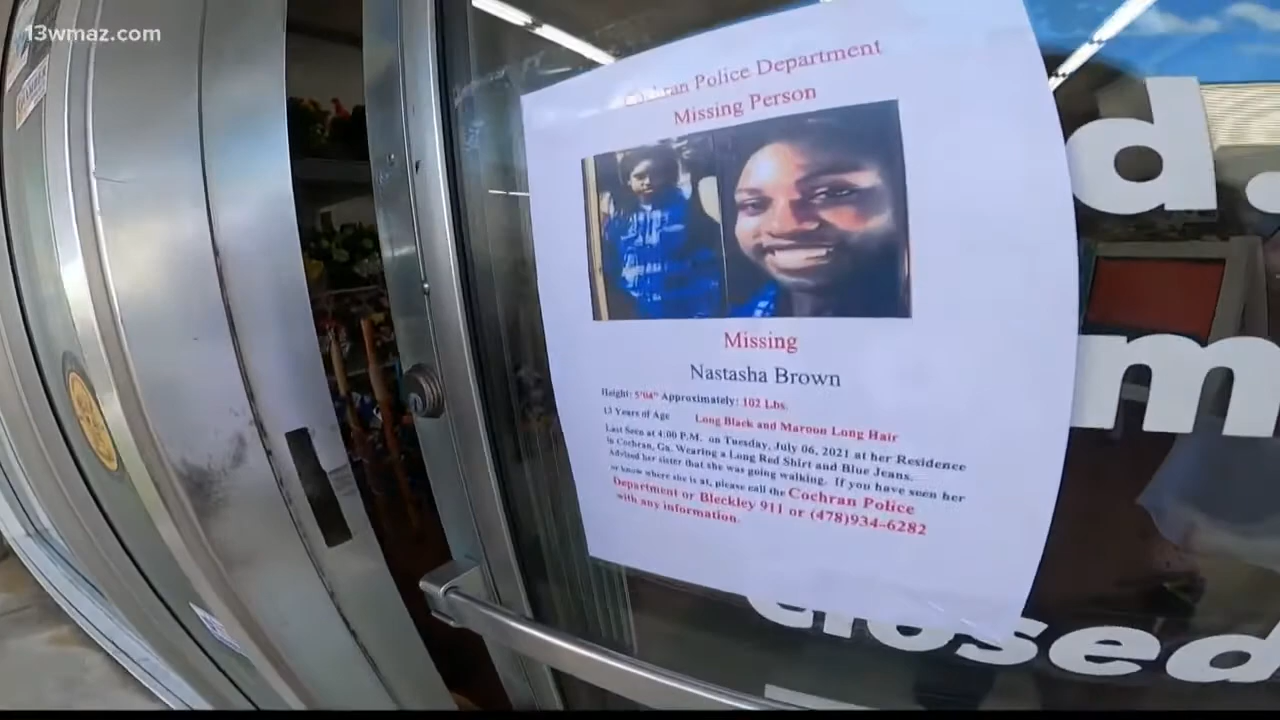 13wmaz.com
Cochran Police Department
Missing Person
Missing
Nastasha Brown
Height: 5'04" Approximately: 102 Lbs.
13 Years of Age Long Black and Maroon Long Hair
Last Seen at 4:00 P.M. on Tuesday, July 06, 2021 at her Residence
in Cochran, Ga. Wearing a Long Red Shirt and Blue Jeans.
Advised her sister that she was going walking. If you have seen her
or know where she is at, please call the Cochran Police
Department or Bleckley 911 or (478)934-6282
with any information.
d.
m
closed